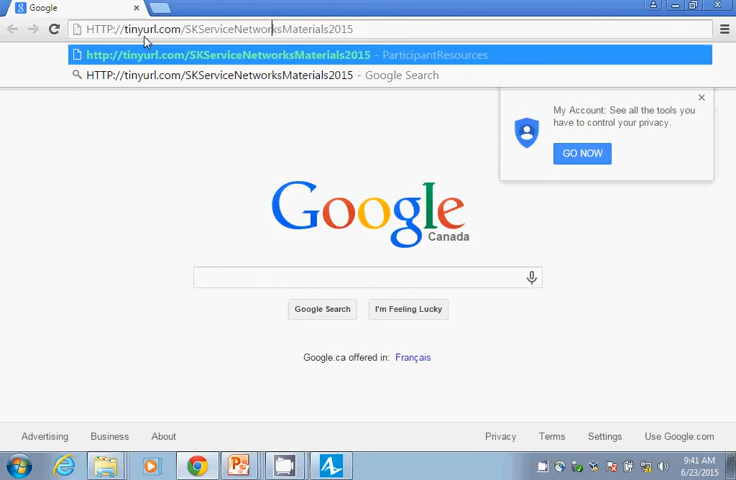 Google
HTTP://tinyurl.com/SKServiceNetworksMaterials2015
http://tinyurl.com/SKServiceNetworksMaterials2015 - ParticipantResources
HTTP://tinyurl.com/SKServiceNetworksMaterials2015 - Google Search
My Account: See all the tools you
have to control your privacy.
GO NOW
Google
Canada
Google Search
I'm Feeling Lucky
Google.ca offered in: Français
Advertising Business About Privacy Terms Settings Use Google.com
9:41 AM
6/23/2015